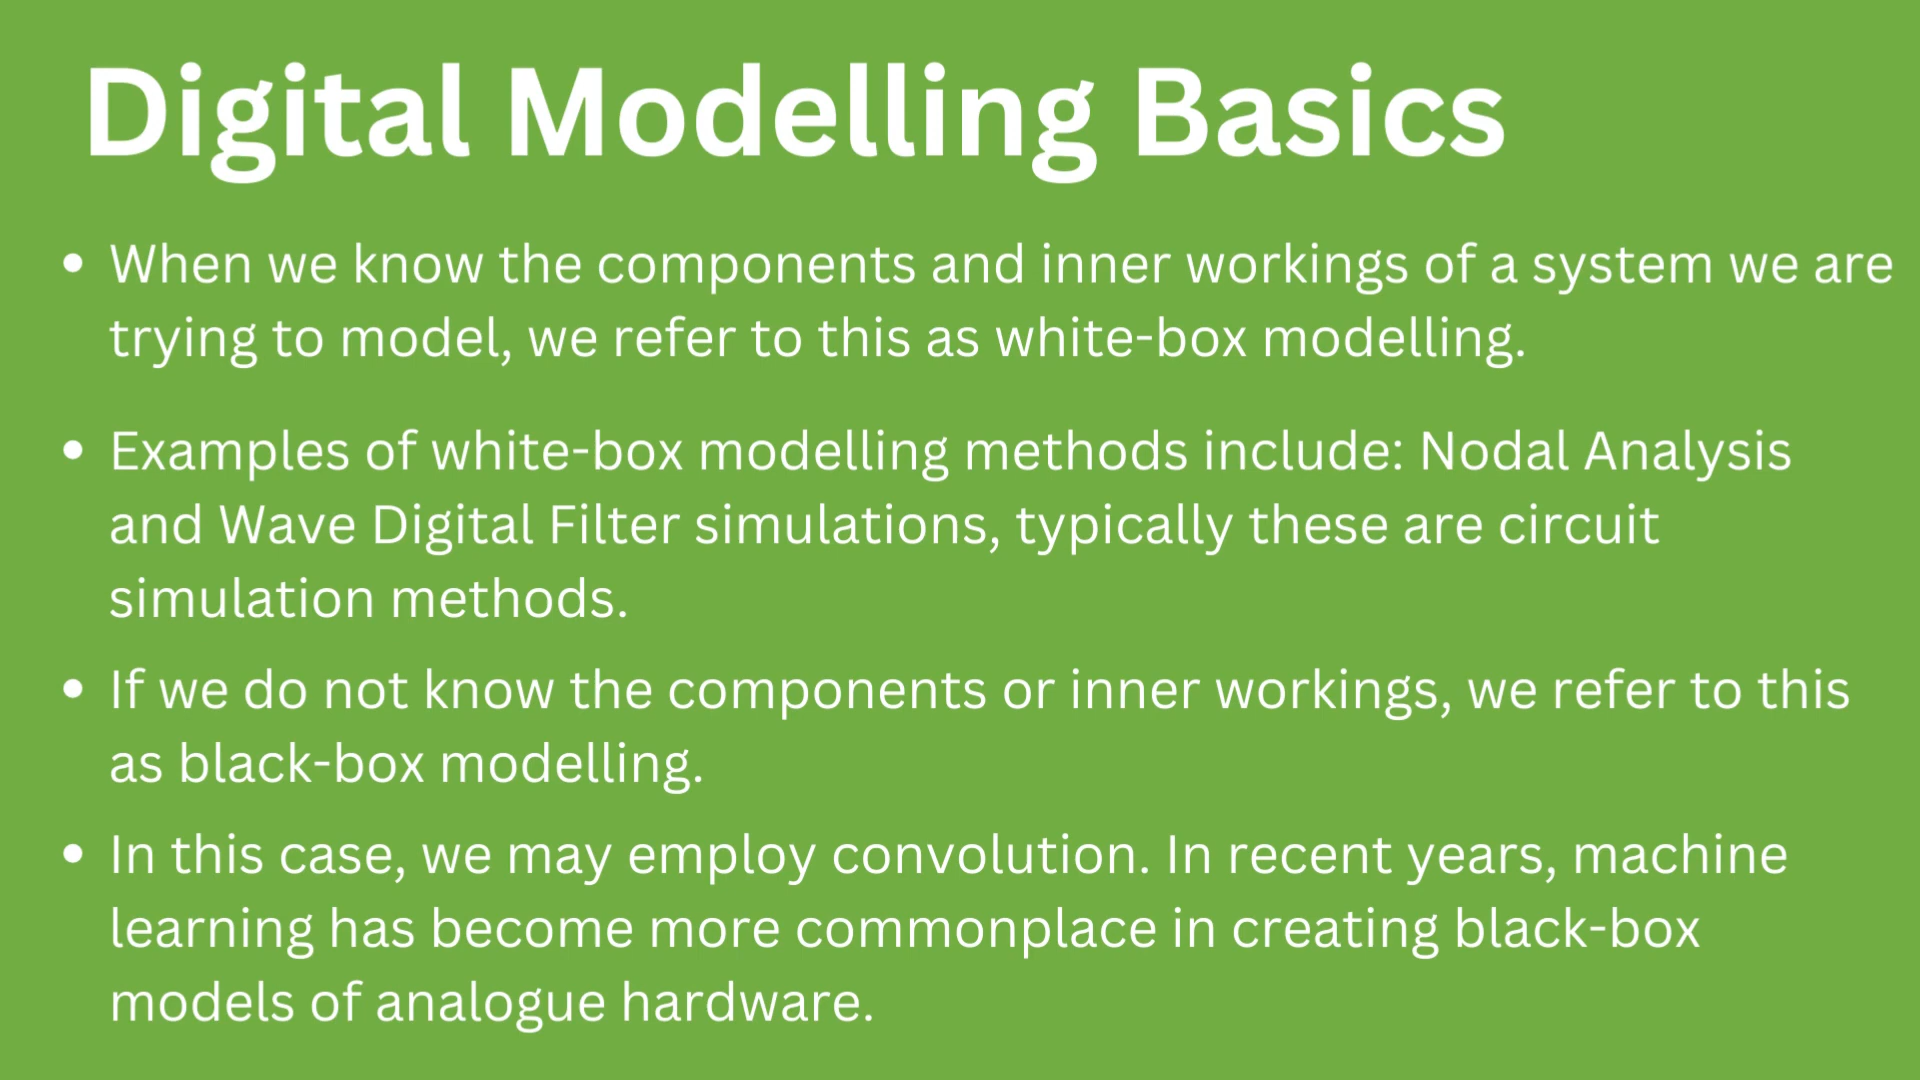 Digital Modelling Basics
• When we know the components and inner workings of a system we are
trying to model, we refer to this as white-box modelling.
• Examples of white-box modelling methods include: Nodal Analysis
and Wave Digital Filter simulations, typically these are circuit
simulation methods.
• If we do not know the components or inner workings, we refer to this
as black-box modelling.
• In this case, we may employ convolution. In recent years, machine
learning has become more commonplace in creating black-box
models of analogue hardware.